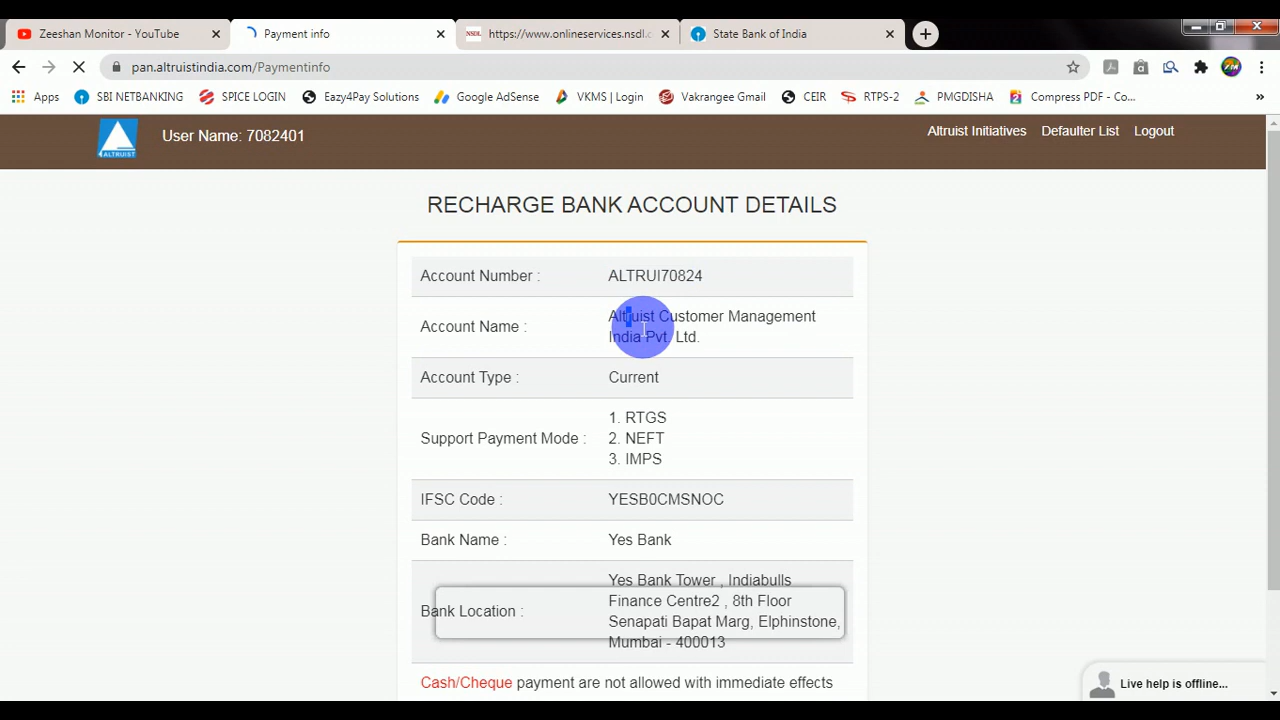 Zeeshan Monitor - YouTube
Payment info
NSDL
https://www.onlineservices.nsdl.c
State Bank of India
pan.altruistindia.com/Paymentinfo
Apps
SBI NETBANKING
SPICE LOGIN
Eazy4Pay Solutions
Google AdSense
VKMS | Login
Vakrangee Gmail
CEIR
RTPS-2
PMGDISHA
Compress PDF - Co...
»
ALTRUIST
User Name: 7082401
Altruist Initiatives
Defaulter List
Logout
RECHARGE BANK ACCOUNT DETAILS
Account Number :
ALTRUI70824
Account Name :
Altruist Customer Management
India Pvt. Ltd.
Account Type :
Current
Support Payment Mode :
1. RTGS
2. NEFT
3. IMPS
IFSC Code :
YESB0CMSNOC
Bank Name :
Yes Bank
Bank Location :
Yes Bank Tower , Indiabulls
Finance Centre2 , 8th Floor
Senapati Bapat Marg, Elphinstone,
Mumbai - 400013
Cash/Cheque payment are not allowed with immediate effects
Live help is offline...